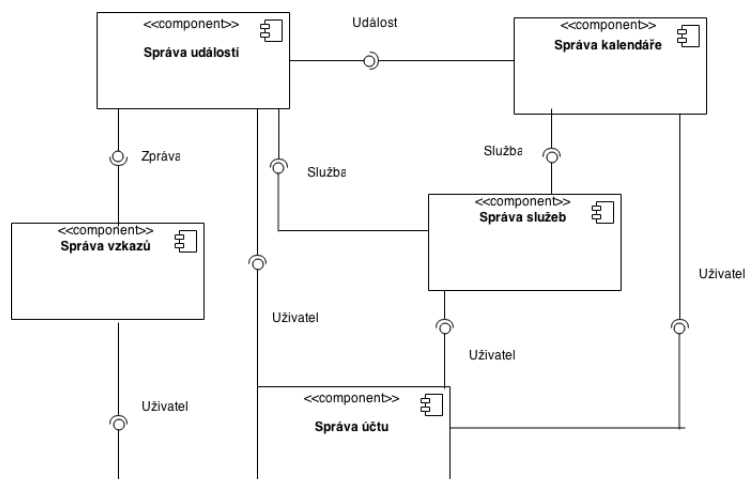 <<component>>
Správa událostí
Událost
<<component>>
Správa kalendáře
Zpráva
Služba
Služba
<<component>>
Správa vzkazů
<<component>>
Správa služeb
Uživatel
Uživatel
Uživatel
Uživatel
<<component>>
Správa účtu